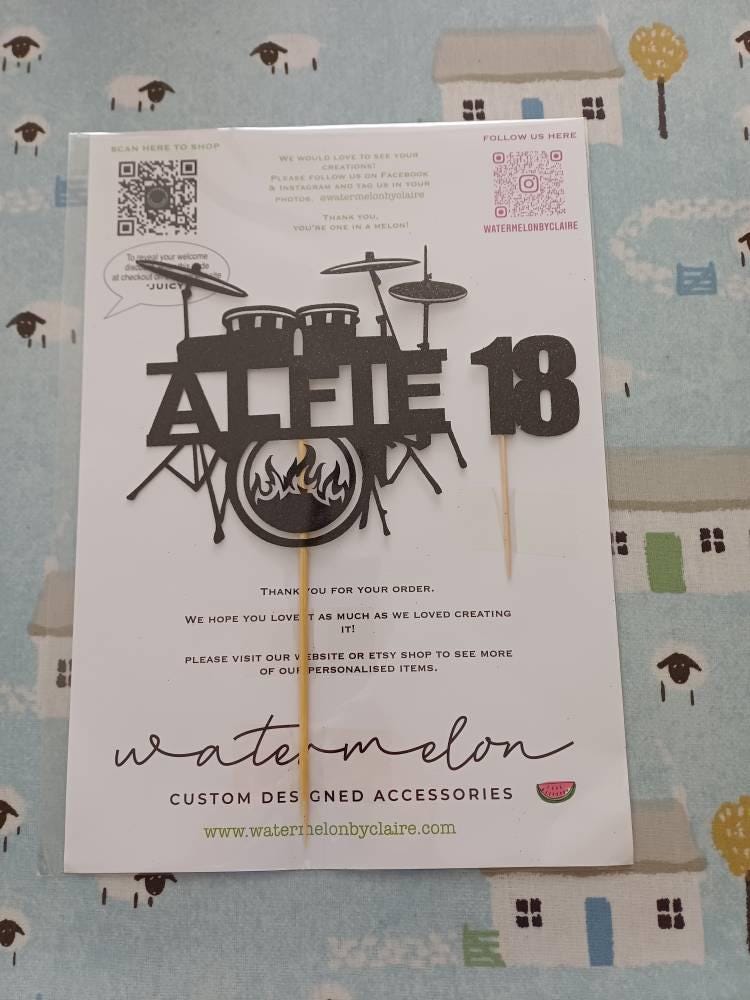 SCAN HERE TO SHOP
WE WOULD LOVE TO SEE YOUR
CREATIONS!
PLEASE FOLLOW US ON FACEBOOK
& INSTAGRAM AND TAG US IN YOUR
PHOTOS. @WATERMELONBYCLAIRE
THANK YOU,
YOU'RE ONE IN A MELON!
FOLLOW US HERE
WATERMELONBYCLAIRE
To reveal your welcome
at checkout
'JUICY
ALFIE 18
THANK YOU FOR YOUR ORDER.
WE HOPE YOU LOVE IT AS MUCH AS WE LOVED CREATING
IT!
PLEASE VISIT OUR WEBSITE OR ETSY SHOP TO SEE MORE
OF OUR PERSONALISED ITEMS.
watermelon
CUSTOM DESIGNED ACCESSORIES
www.watermelonbyclaire.com